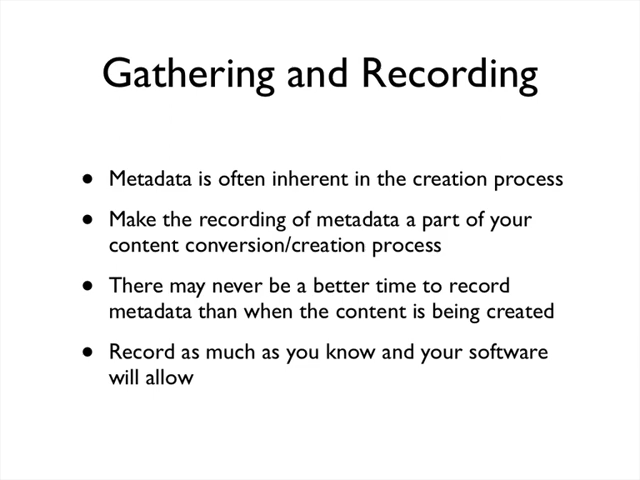 Gathering and Recording
• Metadata is often inherent in the creation process
• Make the recording of metadata a part of your
content conversion/creation process
• There may never be a better time to record
metadata than when the content is being created
• Record as much as you know and your software
will allow